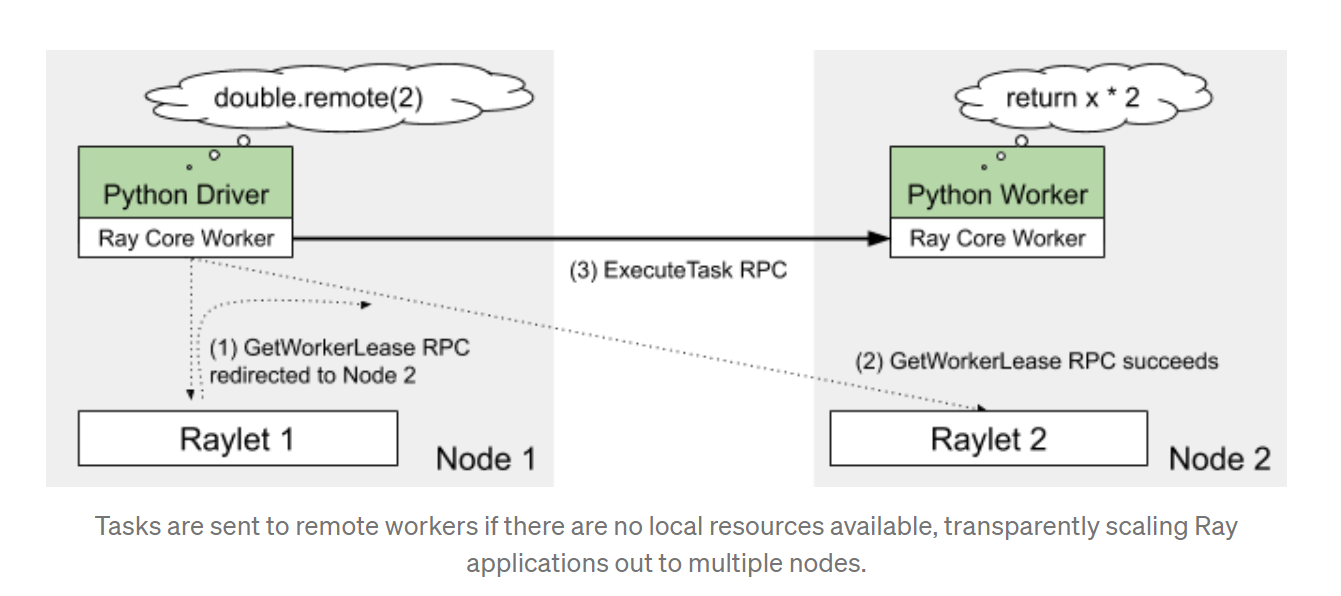 double.remote(2)
return x * 2
Python Driver
Ray Core Worker
Python Worker
Ray Core Worker
(3) ExecuteTask RPC
(1) GetWorkerLease RPC
redirected to Node 2
(2) GetWorkerLease RPC succeeds
Raylet 1
Node 1
Raylet 2
Node 2
Tasks are sent to remote workers if there are no local resources available, transparently scaling Ray
applications out to multiple nodes.